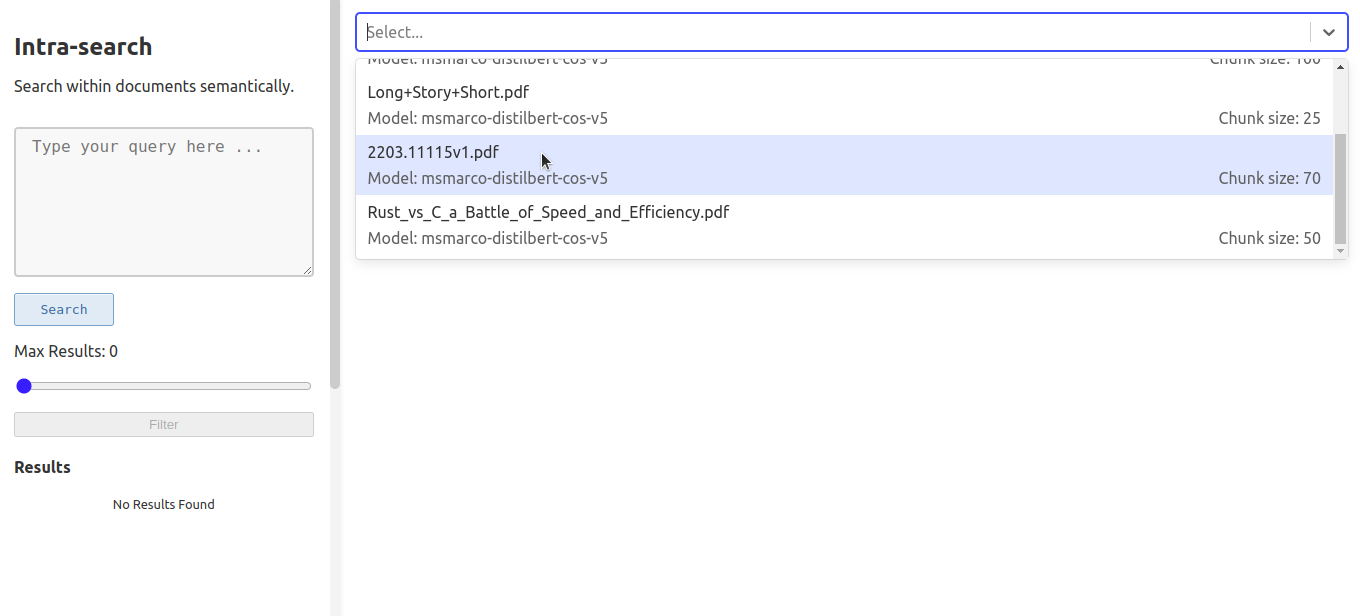 Intra-search
Search within documents semantically.
Type your query here ...
Search
Max Results: 0
Filter
Results
No Results Found
Select...
Model: msmarco-distilbert-cos-v5 Chunk size: 100
Long+Story+Short.pdf
Model: msmarco-distilbert-cos-v5 Chunk size: 25
2203.11115v1.pdf
Model: msmarco-distilbert-cos-v5 Chunk size: 70
Rust_vs_C_a_Battle_of_Speed_and_Efficiency.pdf
Model: msmarco-distilbert-cos-v5 Chunk size: 50